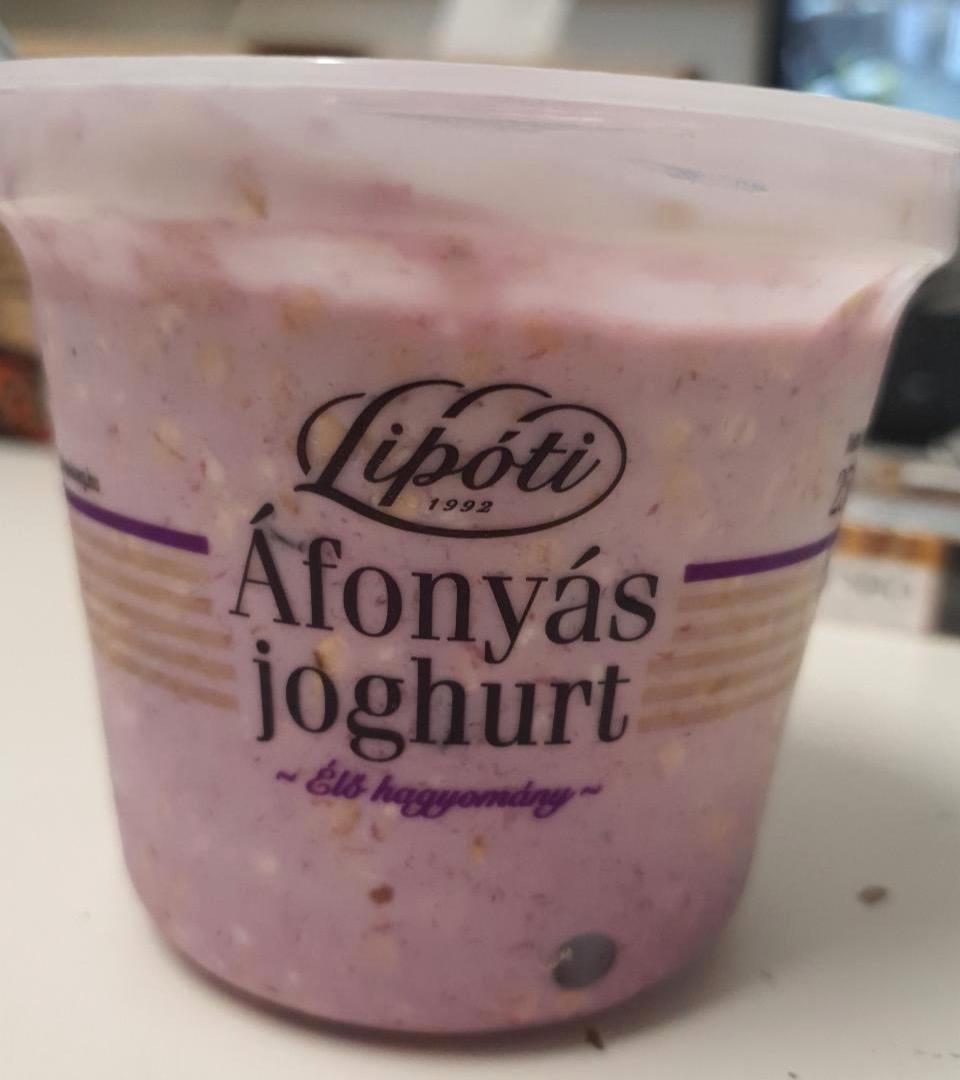 Lipóti
1992
Áfonyás
joghurt
~ Élő hagyomány ~